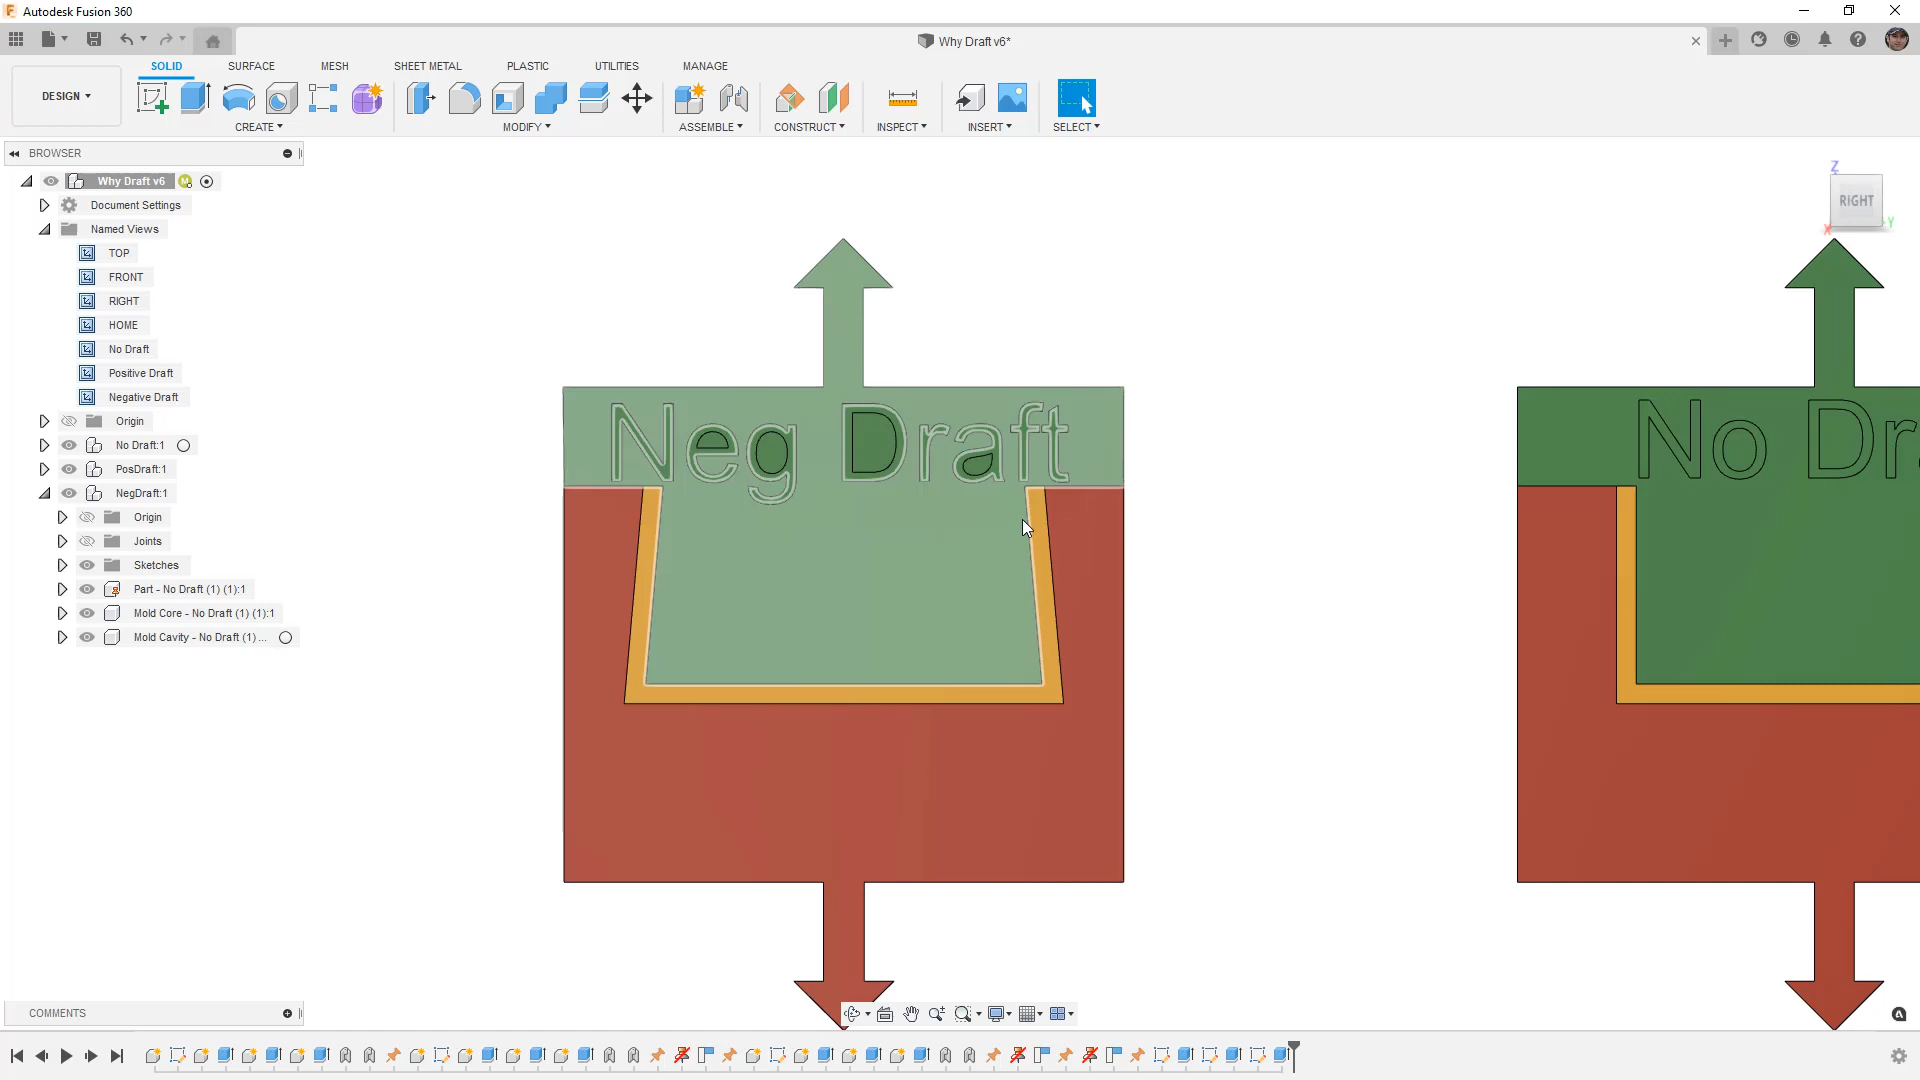 Autodesk Fusion 360
Why Draft v6*
SOLID SURFACE MESH SHEET METAL PLASTIC UTILITIES MANAGE
DESIGN
CREATE MODIFY ASSEMBLE CONSTRUCT INSPECT INSERT SELECT
BROWSER
Why Draft v6
Document Settings
Named Views
TOP
FRONT
RIGHT
HOME
No Draft
Positive Draft
Negative Draft
Origin
No Draft:1
PosDraft:1
NegDraft:1
Origin
Joints
Sketches
Part - No Draft (1) (1):1
Mold Core - No Draft (1) (1):1
Mold Cavity - No Draft (1) ...
Z
RIGHT
Y
X
Neg Draft
No Dr
COMMENTS